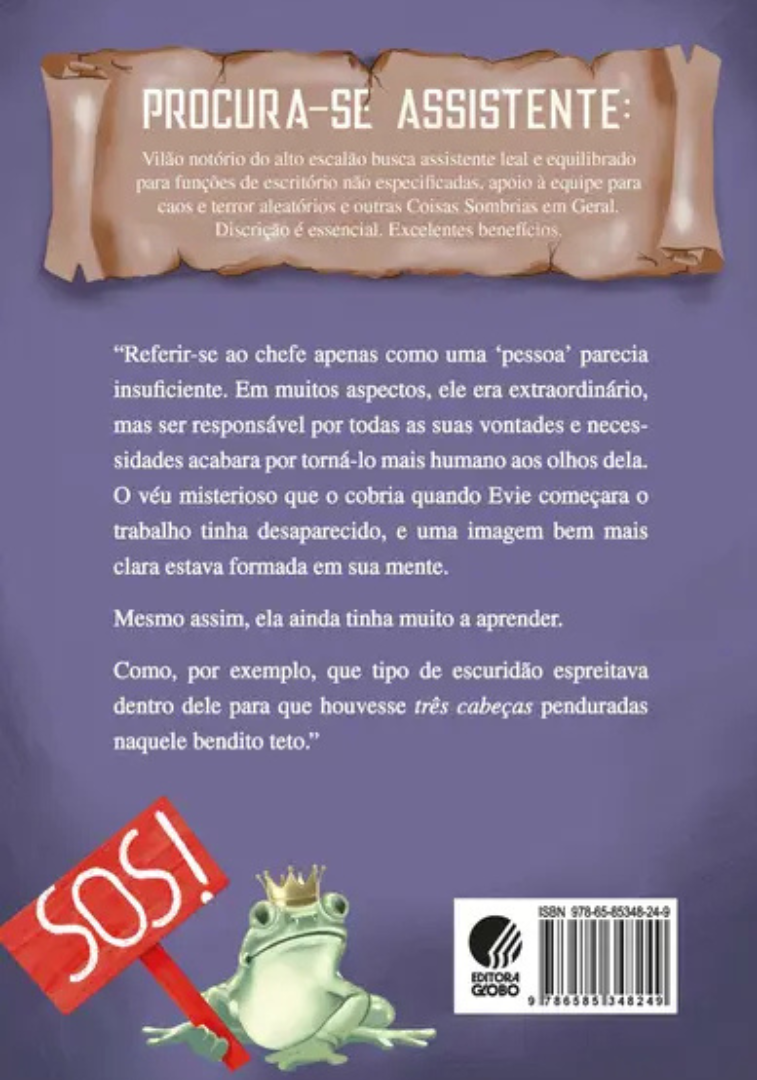 PROCURA-SE ASSISTENTE:
Vilão notório do alto escalão busca assistente leal e equilibrado
para funções de escritório não especificadas, apoio à equipe para
caos e terror aleatórios e outras Coisas Sombrias em Geral.
Discrição é essencial. Excelentes benefícios.
“Referir-se ao chefe apenas como uma ‘pessoa’ parecia
insuficiente. Em muitos aspectos, ele era extraordinário,
mas ser responsável por todas as suas vontades e neces-
sidades acabara por torná-lo mais humano aos olhos dela.
O véu misterioso que o cobria quando Evie começara o
trabalho tinha desaparecido, e uma imagem bem mais
clara estava formada em sua mente.
Mesmo assim, ela ainda tinha muito a aprender.
Como, por exemplo, que tipo de escuridão espreitava
dentro dele para que houvesse três cabeças penduradas
naquele bendito teto.”
SOS!
ISBN 978-65-85348-24-9
EDITORA
GLOBO
9 786585 348249